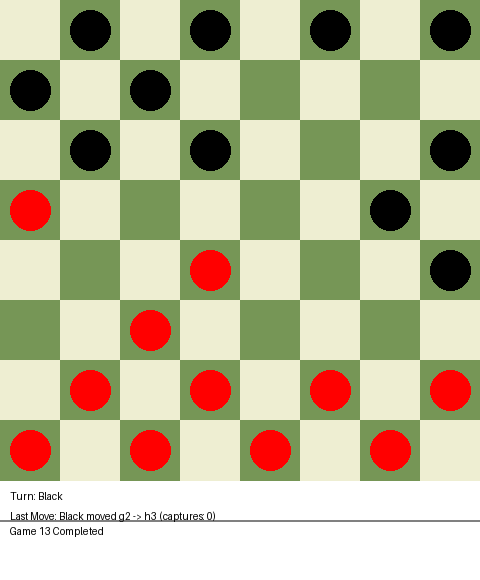 Turn: Black
Last Move: Black moved g2 -> h3 (captures: 0)
Game 13 Completed